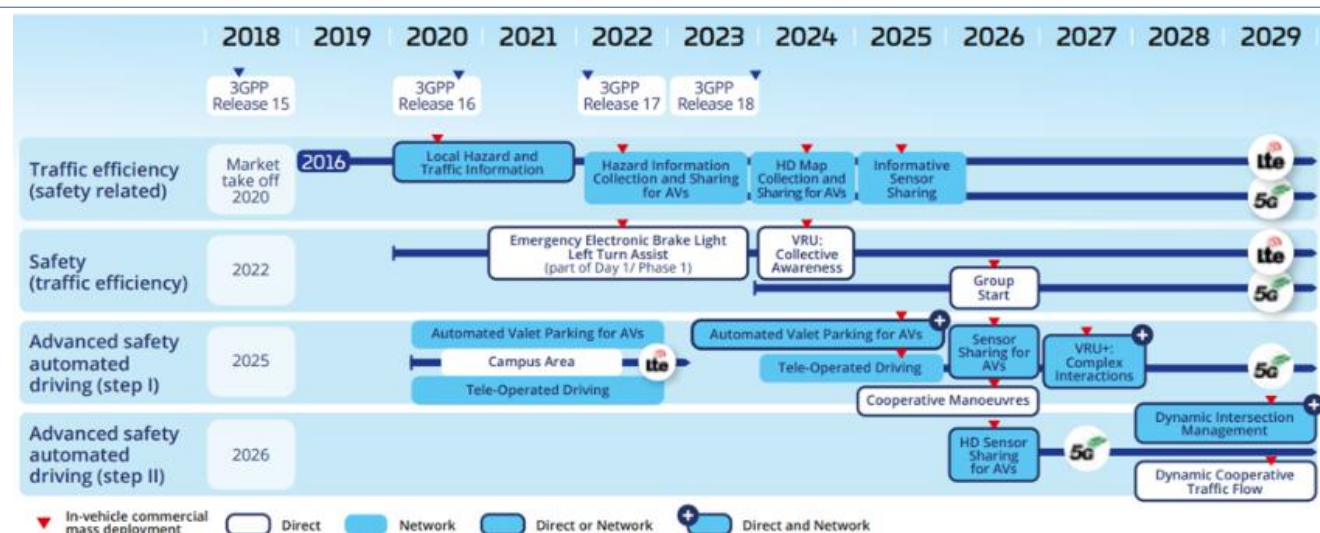 2018 2019 2020 2021 2022 2023 2024 2025 2026 2027 2028 2029
3GPP
Release 15
3GPP
Release 16
3GPP
Release 17
3GPP
Release 18
Traffic efficiency
(safety related)
Market
take off
2020
2016
Local Hazard and
Traffic Information
Hazard Information
Collection and Sharing
for AVs
HD Map
Collection and
Sharing for AVs
Informative
Sensor
Sharing
lte
5G
Safety
(traffic efficiency)
2022
Emergency Electronic Brake Light
Left Turn Assist
(part of Day 1/ Phase 1)
VRU:
Collective
Awareness
Group
Start
lte
5G
Advanced safety
automated
driving (step I)
2025
Automated Valet Parking for AVs
Campus Area
lte
Tele-Operated Driving
Automated Valet Parking for AVs
Tele-Operated Driving
Cooperative Manoeuvres
Sensor
Sharing for
AVs
VRU+:
Complex
Interactions
5G
Advanced safety
automated
driving (step II)
2026
HD Sensor
Sharing
for AVs
5G
Dynamic Intersection
Management
Dynamic Cooperative
Traffic Flow
In-vehicle commercial
mass deployment
Direct
Network
Direct or Network
Direct and Network